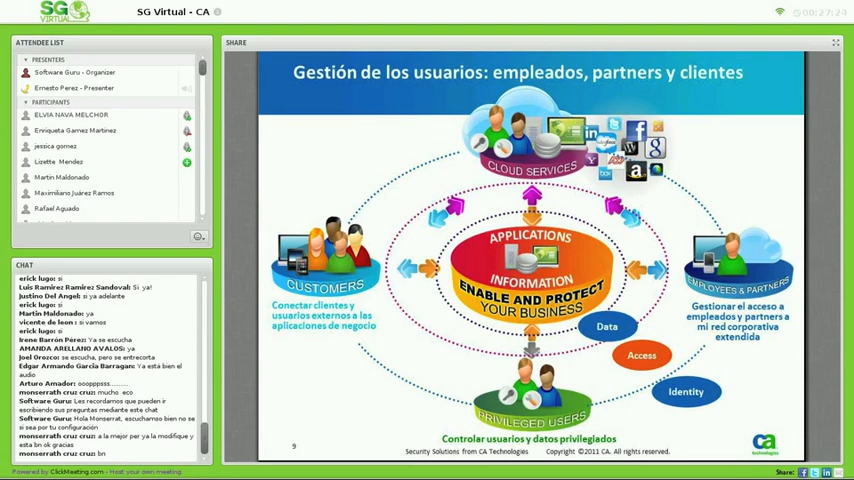 SG
VIRTUAL
SG Virtual - CA
00:27:24
ATTENDEE LIST
PRESENTERS
Software Guru - Organizer
Ernesto Perez - Presenter
PARTICIPANTS
ELVIA NAVA MELCHOR
Enriqueta Gamez Martinez
jessica gomez
Lizette Mendez
Martin Maldonado
Maximiliano Juárez Ramos
Rafael Aguado
CHAT
erick lugo: si
Luis Ramirez Ramirez Sandoval: Si ya!
Justino Del Angel: si ya adelante
erick lugo: si
Martin Maldonado: ya
vicente de leon: si vamos
erick lugo: si
Irene Barrón Pérez: Ya se escucha
AMANDA ARELLANO AVALOS: ya
Joel Orozco: se escucha, pero se entrecorta
Edgar Armando Garcia Barragan: Ya está bien el
audio
Arturo Amador: ooopppsss.........
monserrath cruz cruz: mucho eco
Software Guru: Les recordamos que pueden ir
escribiendo sus preguntas mediante este chat
Software Guru: Hola Monserrat, escuchamos bien no se
si sea por tu configuración
monserrath cruz cruz: a la mejor per ya la modifique y
esta bn ok gracias
monserrath cruz cruz: bn
SHARE
Gestión de los usuarios: empleados, partners y clientes
CLOUD SERVICES
APPLICATIONS
INFORMATION
ENABLE AND PROTECT
YOUR BUSINESS
CUSTOMERS
Conectar clientes y
usuarios externos a las
aplicaciones de negocio
EMPLOYEES & PARTNERS
Gestionar el acceso a
empleados y partners a
mi red corporativa
extendida
Data
Access
Identity
PRIVILEGED USERS
Controlar usuarios y datos privilegiados
9
Security Solutions from CA Technologies Copyright ©2011 CA. All rights reserved.
ca
technologies
Powered by ClickMeeting.com - Host your own meeting.
Share: